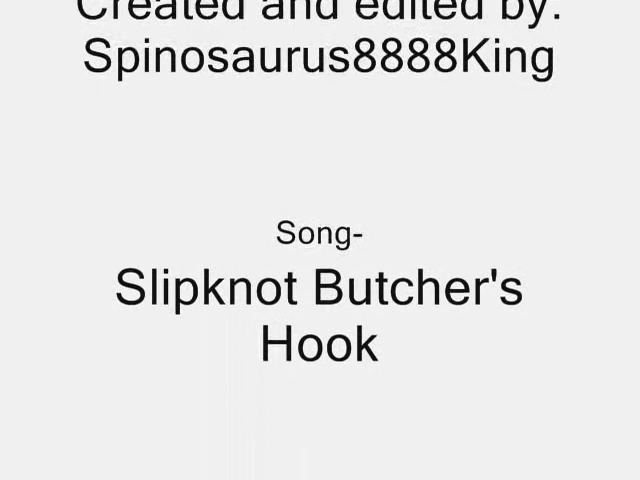 Created and edited by:
Spinosaurus8888King
Song-
Slipknot Butcher's
Hook